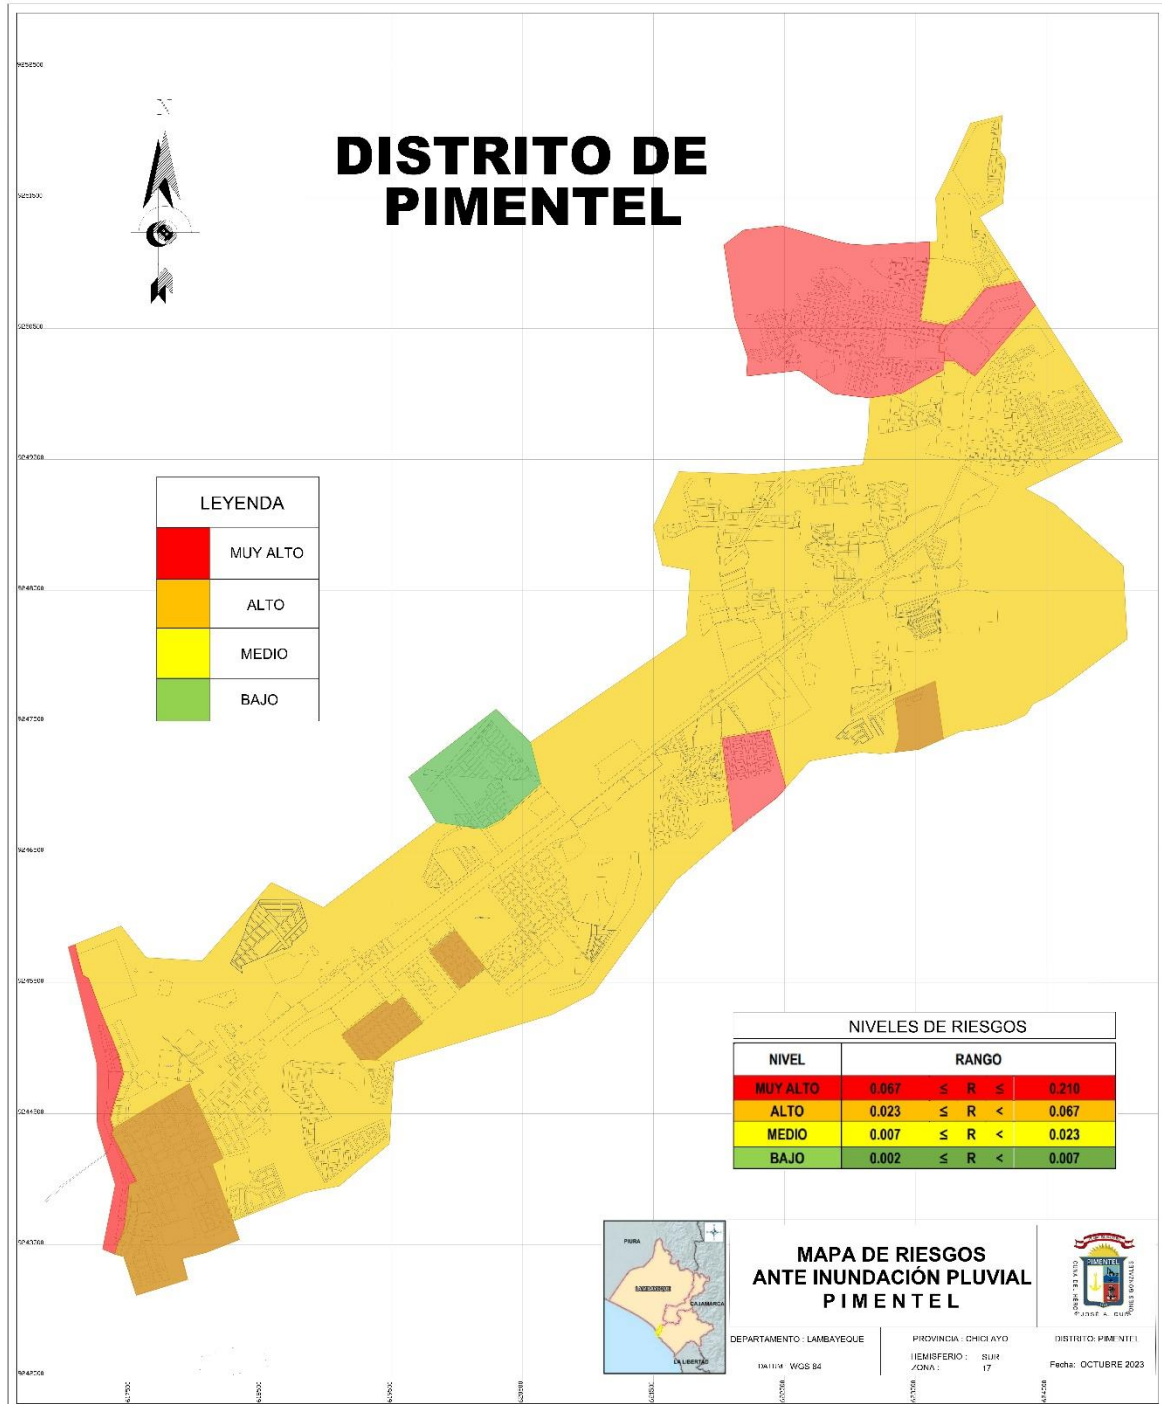 N
DISTRITO DE
PIMENTEL
LEYENDA
MUY ALTO
ALTO
MEDIO
BAJO
NIVELES DE RIESGOS
NIVEL RANGO
MUY ALTO 0.067 ≤ R ≤ 0.210
ALTO 0.023 ≤ R < 0.067
MEDIO 0.007 ≤ R < 0.023
BAJO 0.002 ≤ R < 0.007
PIURA
LAMBAYEQUE
CAJAMARCA
LA LIBERTAD
MAPA DE RIESGOS
ANTE INUNDACIÓN PLUVIAL
PIMENTEL
PIMENTEL
DEPARTAMENTO : LAMBAYEQUE
PROVINCIA : CHICLAYO
DISTRITO: PIMENTEL
DATUM : WGS 84
HEMISFERIO : SUR
ZONA : 17
Fecha: OCTUBRE 2023